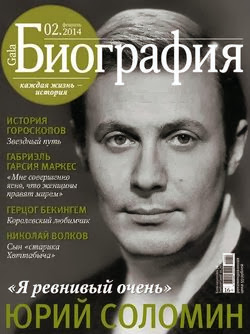 02.февраль
2014
Gala
Биография
каждая жизнь –
история
ИСТОРИЯ
ГОРОСКОПОВ
Звездный путь
ГАБРИЭЛЬ
ГАРСИЯ МАРКЕС
«Мне совершенно
ясно, что женщины
правят миром»
ГЕРЦОГ БЕКИНГЕМ
Королевский любимчик
НИКОЛАЙ ВОЛКОВ
Сын «старика
Хоттабыча»
«Я ревнивый очень»
ЮРИЙ СОЛОМИН